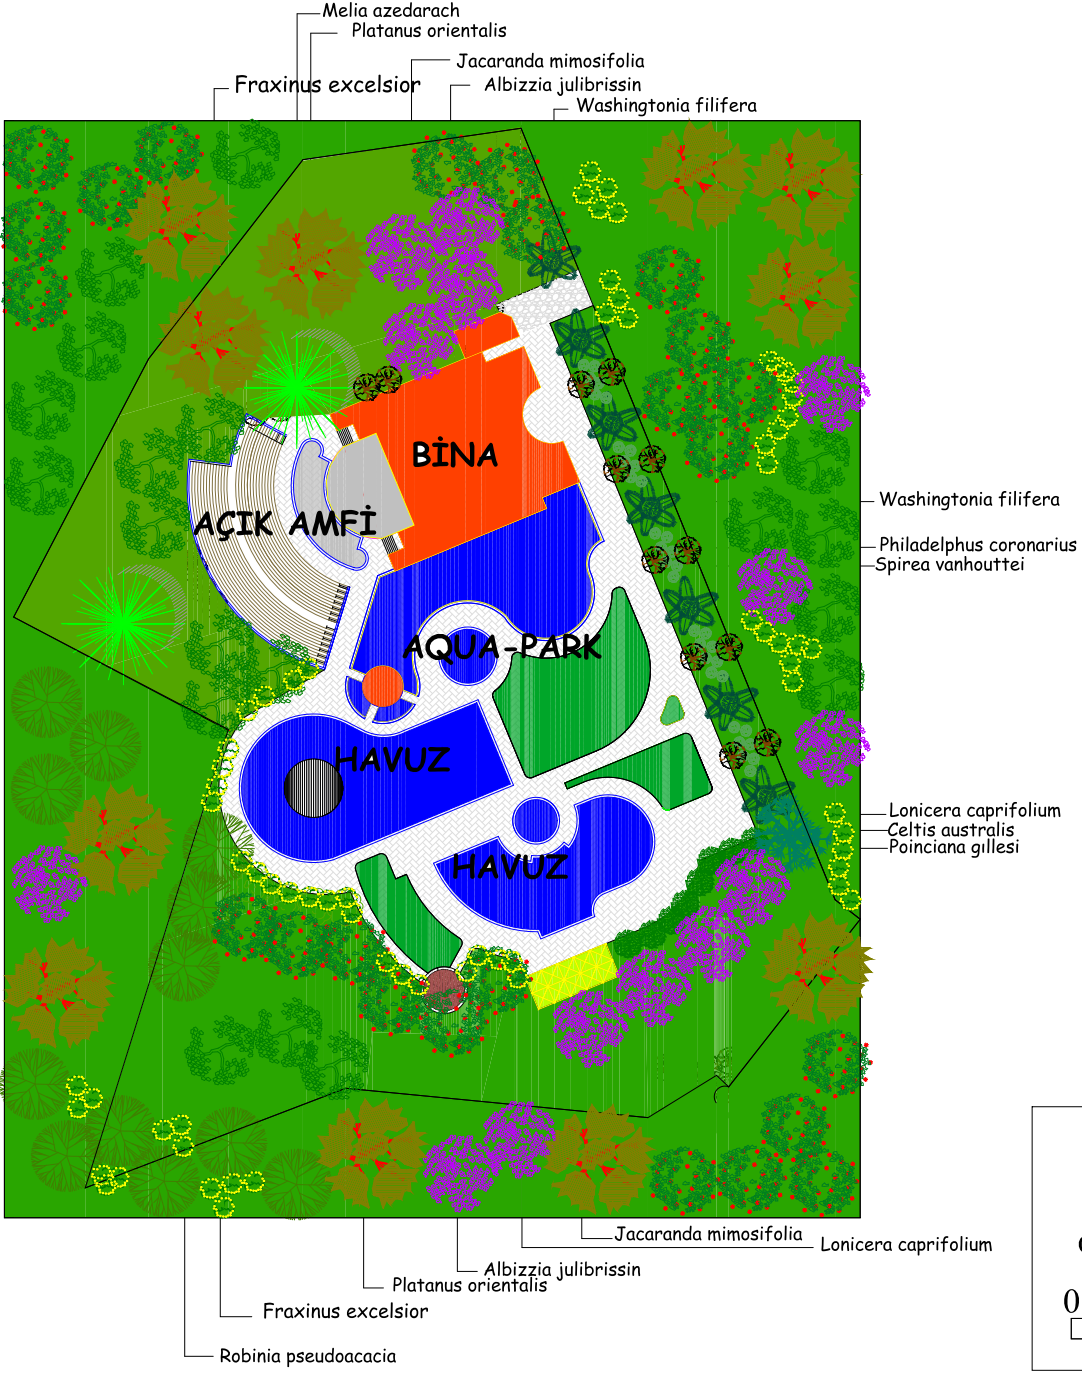 Melia azedarach
Platanus orientalis
Jacaranda mimosifolia
Fraxinus excelsior
Albizzia julibrissin
Washingtonia filifera
BİNA
Washingtonia filifera
AÇIK AMFİ
Philadelphus coronarius
Spirea vanhouttei
AQUA-PARK
HAVUZ
Lonicera caprifolium
Celtis australis
Poinciana gillesi
HAVUZ
Jacaranda mimosifolia
Lonicera caprifolium
Albizzia julibrissin
Platanus orientalis
0
Fraxinus excelsior
Robinia pseudoacacia